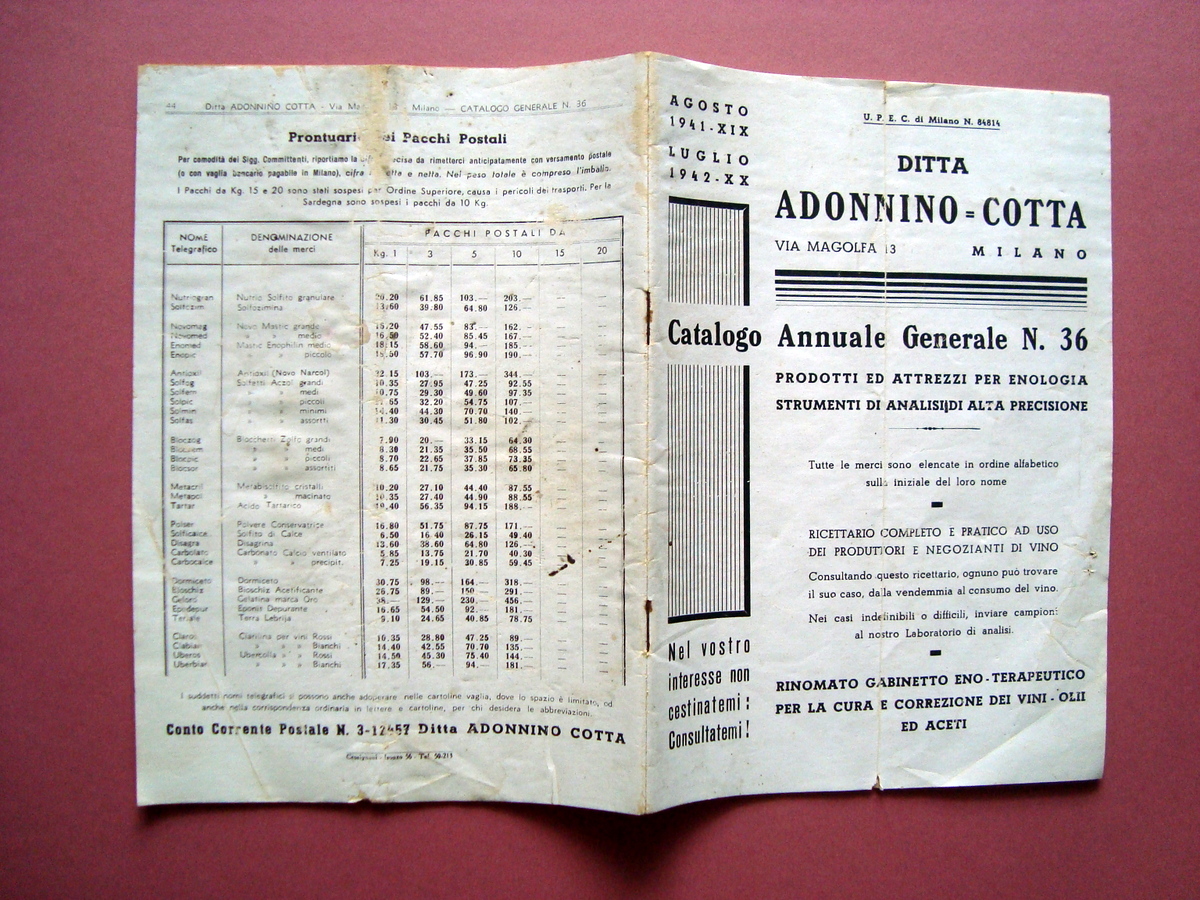 44 Ditta ADONNINO COTTA - Via Milano — CATALOGO GENERALE N. 36
Pacchi Postali
Per comodità dei Sigg. Committenti, riportiamo la da rimetterci anticipatamente con versamento postale
(o con vaglia bancario pagabile in Milano), cifra e netta. Nel peso totale è compreso l'imballo.
I Pacchi da Kg. 15 e 20 sono stati sospesi per Ordine Superiore, causa i pericoli dei trasporti. Per la
Sardegna sono sospesi i pacchi da 10 Kg.
NOME Telegrafico DENOMINAZIONE delle merci PACCHI POSTALI DA
Kg. 1 3 5 10 15 20
Nutrigran Nutrio Solfito granulare 20.20 61.85 103.— 203.— — —
Solfozim Solfozimina 13.60 39.80 64.80 126.— — —
Novomag Novo Mastic grande 15.20 47.55 83.— 162.— — —
Novomed » » medio 16.50 52.40 85.45 167.— — —
Enomed Mastic Enophilin medio 18.15 58.60 94.— 185.— — —
Enopic » » piccolo 18.50 57.70 96.90 190.— — —
Antioxil Antioxil (Novo Narcol) 32.15 103.— 173.— 344.— — —
Solfog Solfetti Azzol grandi 10.35 27.95 47.25 92.55 — —
Solfem » » medi 10.75 29.30 49.60 97.35 — —
Solpic » » piccoli 32.20 54.75 107.— — —
Solmin » » minimi 14.40 44.30 70.70 140.— — —
Solfas » » assortiti 11.30 30.45 51.80 102.— — —
Bloczog Blocchetti Zolfo grandi 7.90 20.— 33.15 64.30 — —
Blocxem » » medi 8.30 21.35 35.50 68.55 — —
Blocpic » » piccoli 8.70 22.65 37.85 73.35 — —
Blocsor » » assortiti 8.65 21.75 35.30 65.80 — —
Metacril Metabisolfito cristalli 10.20 27.10 44.40 87.55 — —
Metapol » macinato 10.35 27.40 44.90 88.55 — —
Tartar Acido Tartarico 19.40 56.35 94.15 188.— — —
Polser Polvere Conservatrice 16.80 51.75 87.75 171.— — —
Solficalce Solfito di Calce 6.50 16.40 26.15 49.40 — —
Disagra Disagrina 13.60 38.60 64.80 126.— — —
Carbolato Carbonato Calcio ventilato 5.85 13.75 21.70 40.30 — —
Carbocalce » » precipit. 7.25 19.15 30.85 59.45 — —
Dormiceto Dormiceto 30.75 98.— 164.— 318.— — —
Bioschiz Bioschiz Acetificante 26.75 89.— 150.— 291.— — —
Geloro Gelatina marca Oro 38.— 129.— 230.— 456.— — —
Epodepur Eponit Depurante 16.65 54.50 92.— 181.— — —
Terlale Terra Lebrija 9.10 24.65 40.85 78.75 — —
Claros Clarilina per vini Rossi 10.35 28.80 47.25 89.— — —
Clabian » » » Bianchi 14.40 42.55 70.70 135.— — —
Uberos Ubercolla » » Rossi 14.50 45.30 75.40 144.— — —
Uberbian » » » Bianchi 17.35 56.— 94.— 181.— — —
I suddetti nomi telegrafici si possono anche adoperare nelle cartoline vaglia, dove lo spazio è limitato, ed
anche nella corrispondenza ordinaria in lettere e cartoline, per chi desidera le abbreviazioni.
Conto Corrente Postale N. 3-12457 Ditta ADONNINO COTTA
AGOSTO
1941-XIX
LUGLIO
1942-XX
U. P. E. C. di Milano N. 84814
DITTA
ADONNINO=COTTA
VIA MAGOLFA 13 MILANO
Catalogo Annuale Generale N. 36
PRODOTTI ED ATTREZZI PER ENOLOGIA
STRUMENTI DI ANALISI DI ALTA PRECISIONE
Tutte le merci sono elencate in ordine alfabetico
sulla iniziale del loro nome
RICETTARIO COMPLETO E PRATICO AD USO
DEI PRODUTTORI E NEGOZIANTI DI VINO
Consultando questo ricettario, ognuno può trovare
il suo caso, dalla vendemmia al consumo del vino.
Nei casi indefinibili o difficili, inviare campioni
al nostro Laboratorio di analisi.
RINOMATO GABINETTO ENO-TERAPEUTICO
PER LA CURA E CORREZIONE DEI VINI - OLII
ED ACETI
Nel vostro
interesse non
cestinatemi:
Consultatemi!